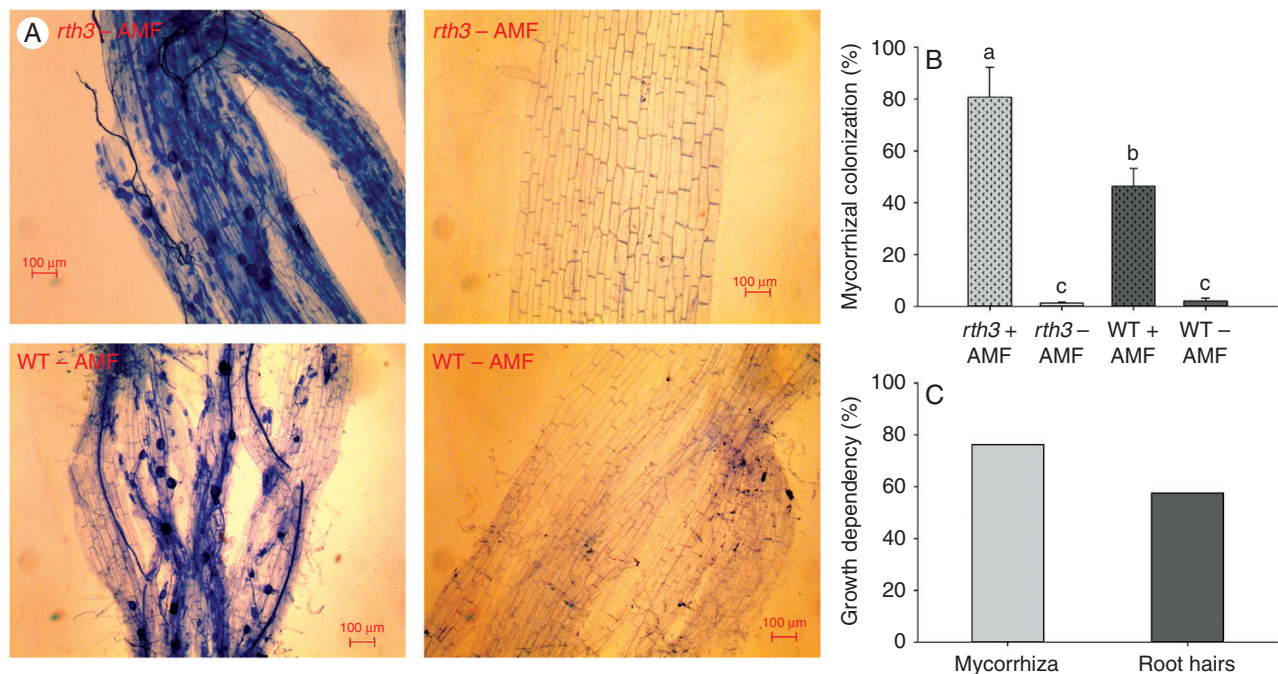 A
rth3 – AMF
100 µm
rth3 – AMF
100 µm
WT – AMF
100 µm
WT – AMF
100 µm
B
Mycorrhizal colonization (%)
100
80
60
40
20
0
a
c
b
c
rth3 + AMF
rth3 – AMF
WT + AMF
WT – AMF
C
Growth dependency (%)
100
80
60
40
20
0
Mycorrhiza
Root hairs